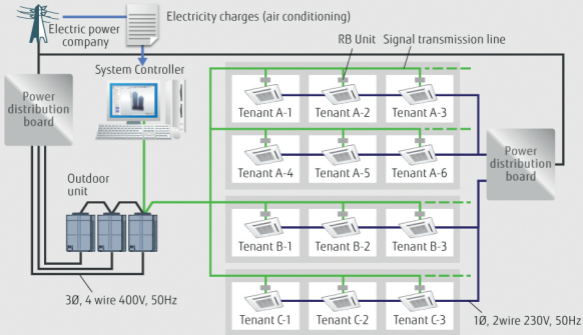 Electricity charges (air conditioning)
Electric power
company
RB Unit
Signal transmission line
System Controller
Power
distribution
board
Tenant A-1
Tenant A-2
Tenant A-3
Tenant A-4
Tenant A-5
Tenant A-6
Power
distribution
board
Outdoor
unit
Tenant B-1
Tenant B-2
Tenant B-3
3Ø, 4 wire 400V, 50Hz
Tenant C-1
Tenant C-2
Tenant C-3
1Ø, 2wire 230V, 50Hz